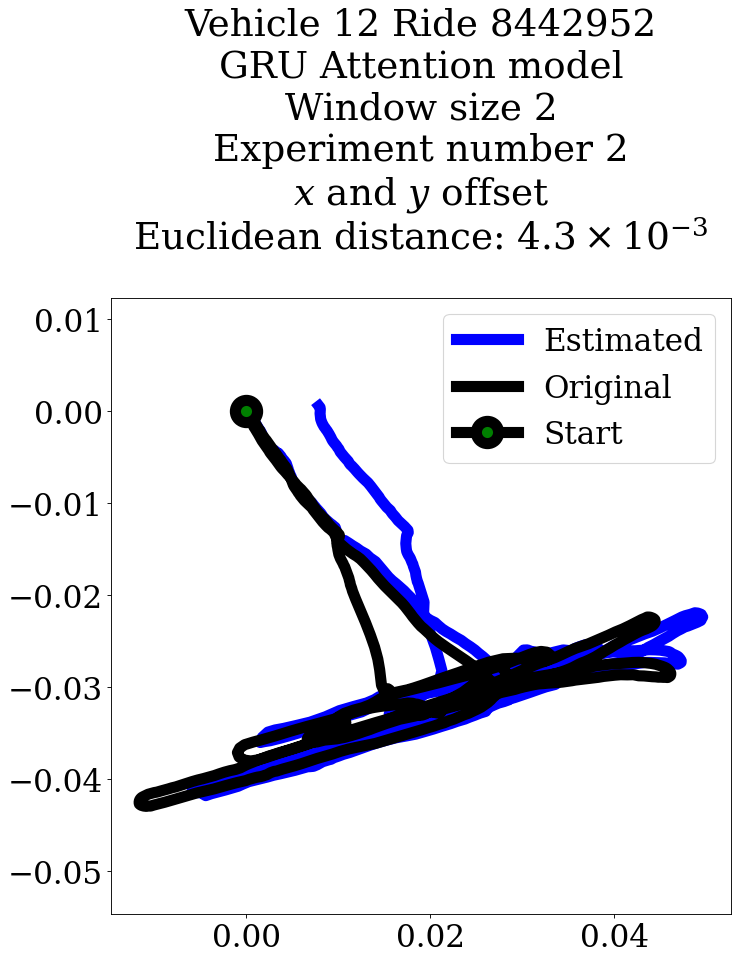 Vehicle 12 Ride 8442952
GRU Attention model
Window size 2
Experiment number 2
x and y offset
Euclidean distance: 4.3 × 10⁻³
Estimated
Original
Start
0.01
0.00
−0.01
−0.02
−0.03
−0.04
−0.05
0.00 0.02 0.04